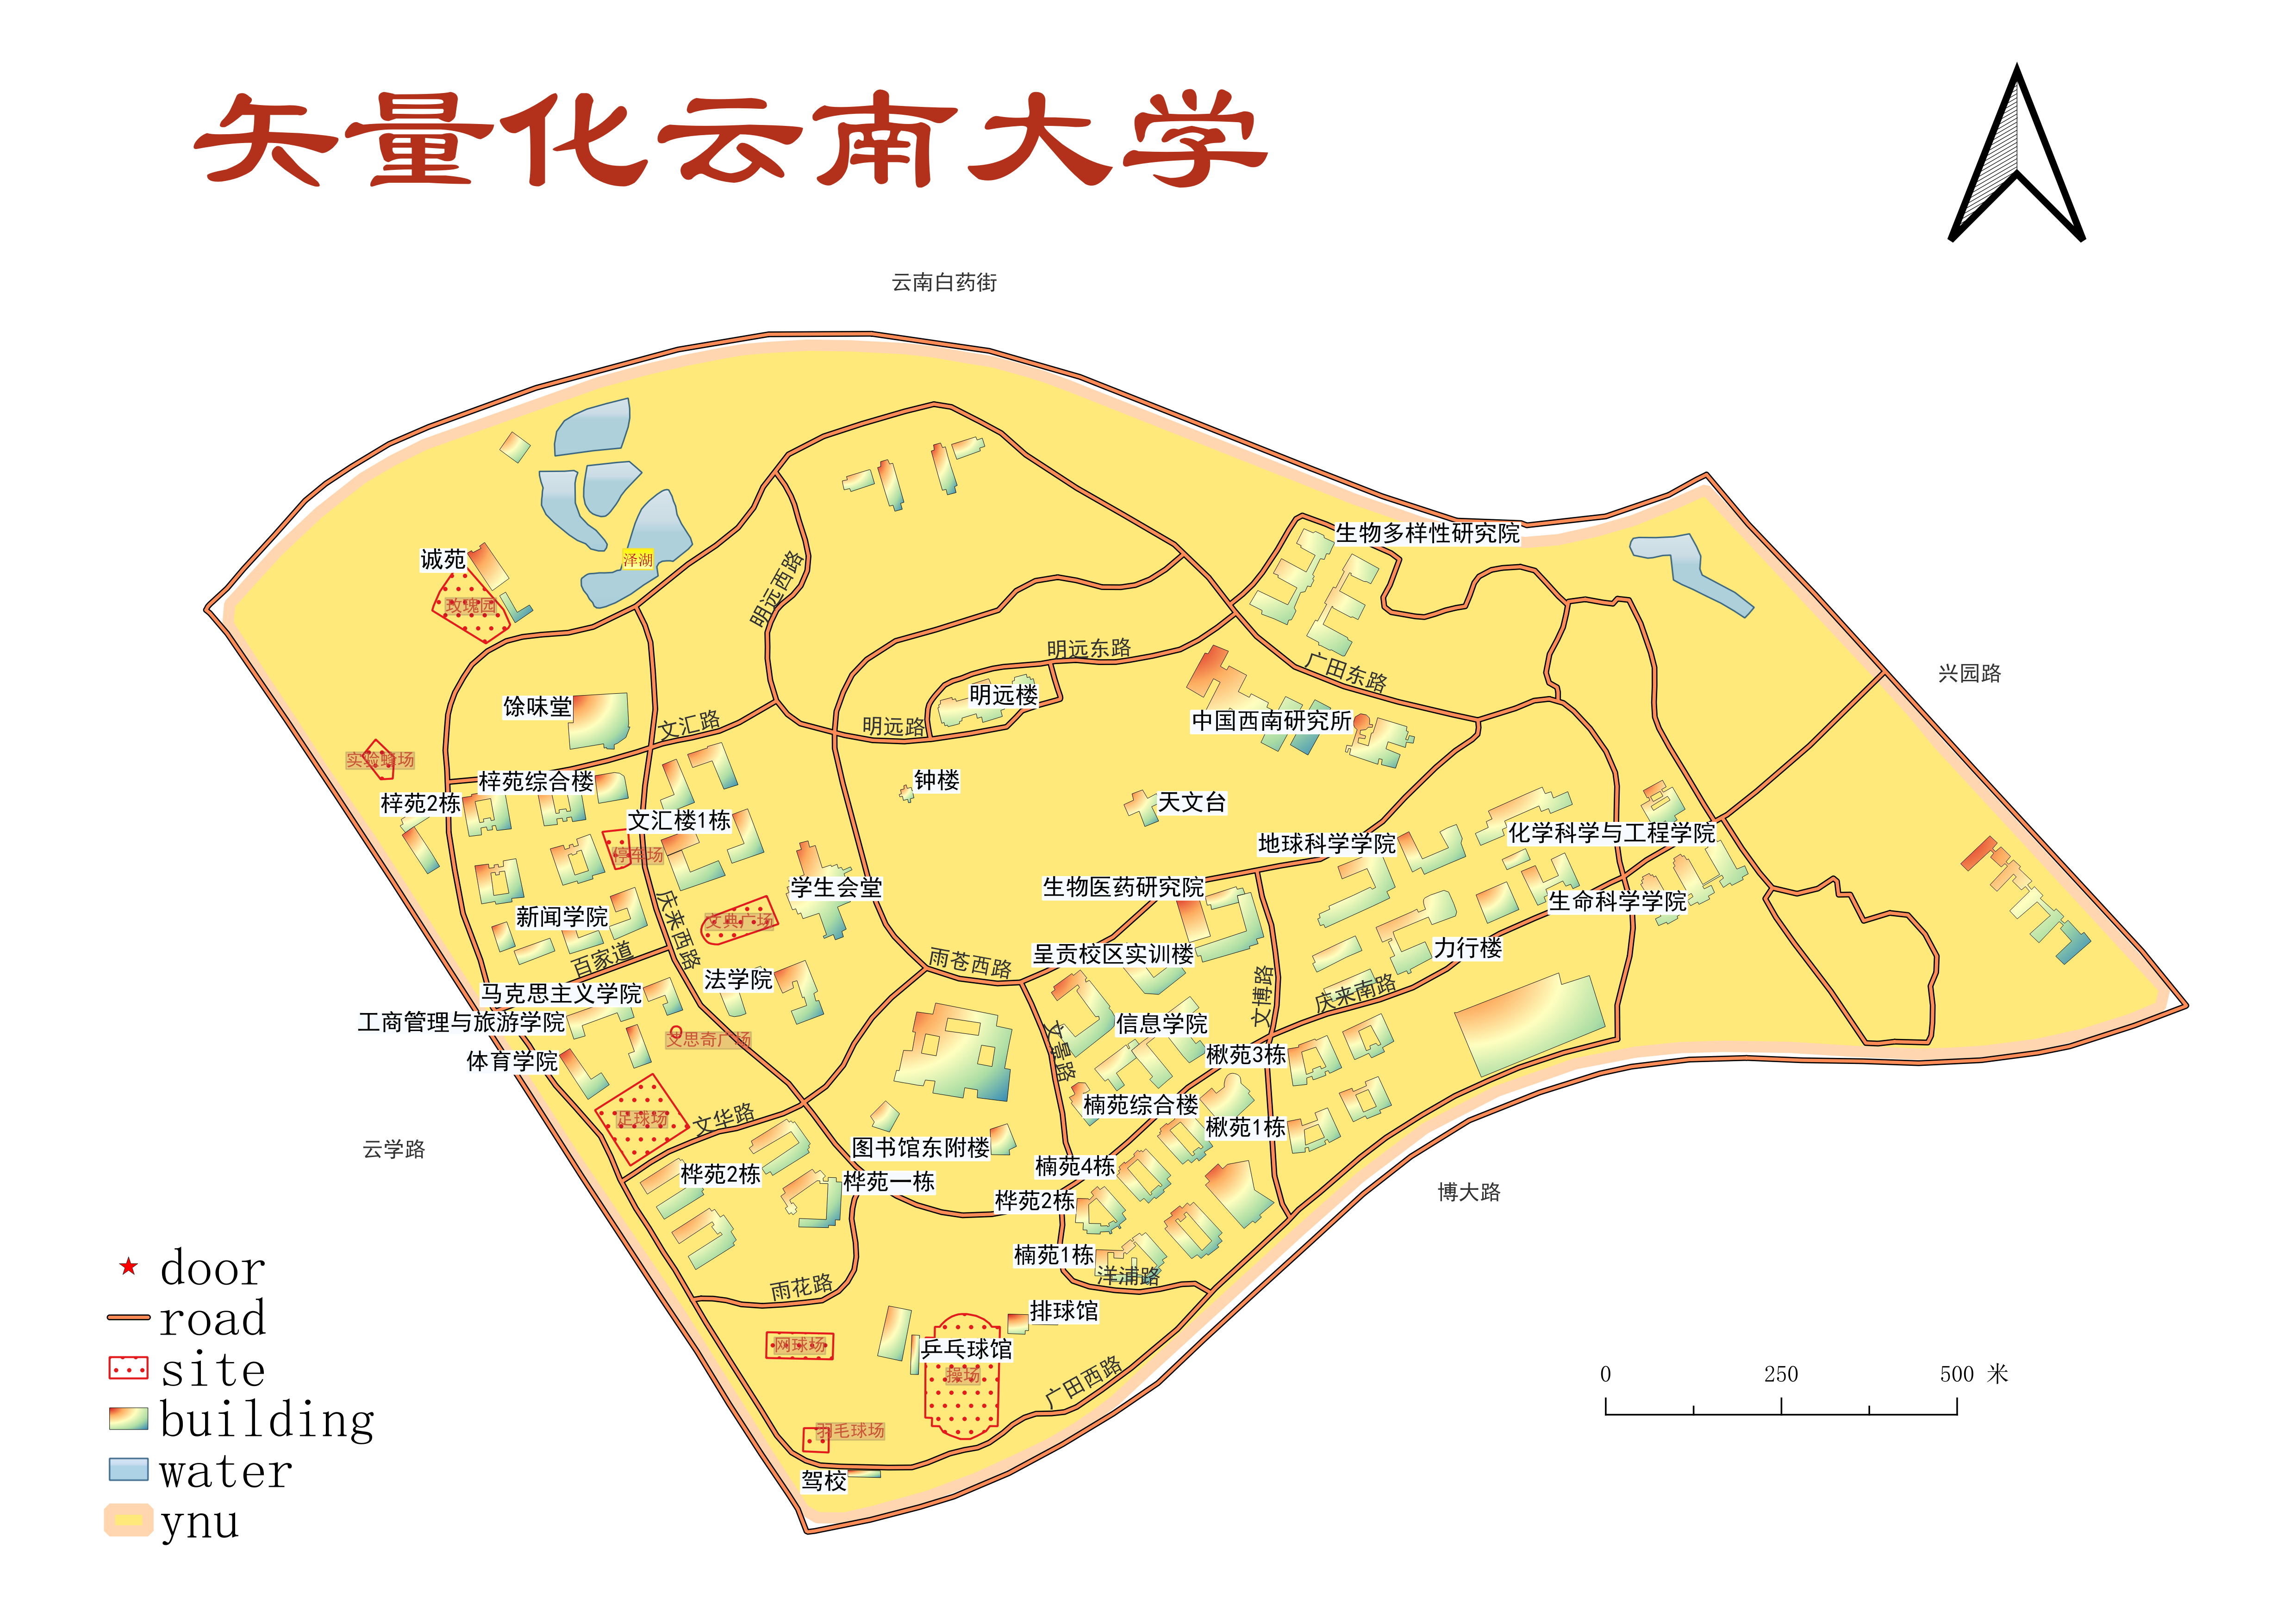 矢量化云南大学
云南白药街
生物多样性研究院
诚苑
泽湖
玫瑰园
明远西路
明远东路
广田东路
兴园路
明远楼
馀味堂
文汇路
明远路
中国西南研究所
实验蜂场
梓苑综合楼
钟楼
梓苑2栋
天文台
文汇楼1栋
化学科学与工程学院
地球科学学院
停车场
学生会堂
生物医药研究院
生命科学学院
新闻学院
文典广场
庆来西路
力行楼
呈贡校区实训楼
百家道
雨苍西路
法学院
马克思主义学院
文博路
庆来南路
工商管理与旅游学院
信息学院
艾思奇广场
文景路
楸苑3栋
体育学院
楠苑综合楼
足球场
文华路
楸苑1栋
云学路
图书馆东附楼
楠苑4栋
桦苑2栋
桦苑一栋
博大路
桦苑2栋
楠苑1栋
洋浦路
door
雨花路
road
排球馆
网球场
乒乓球馆
site
操场
广田西路
0 250 500 米
building
羽毛球场
water
驾校
ynu